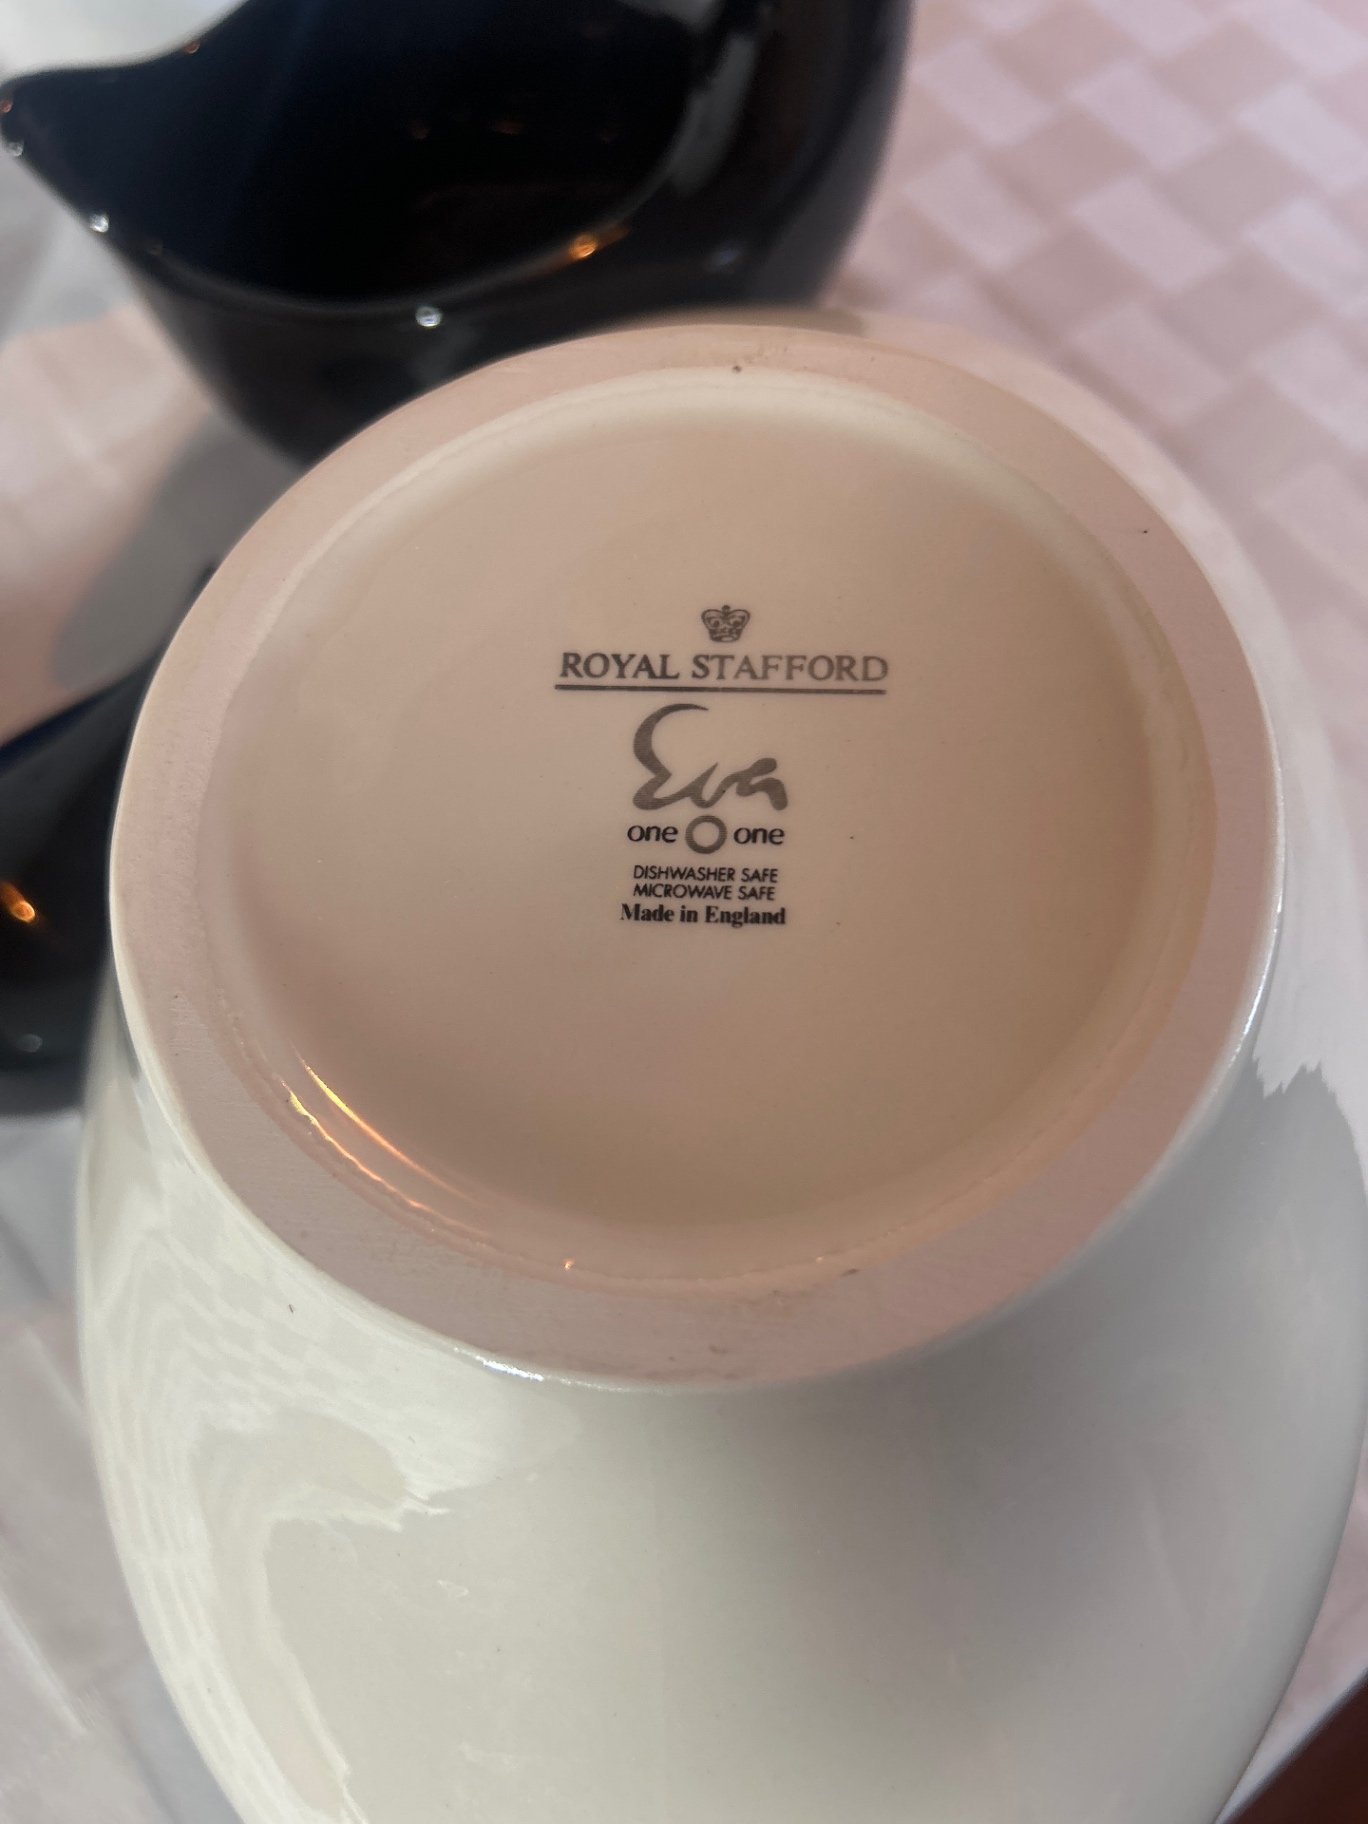 ROYAL STAFFORD
Eva
one O one
DISHWASHER SAFE
MICROWAVE SAFE
Made in England